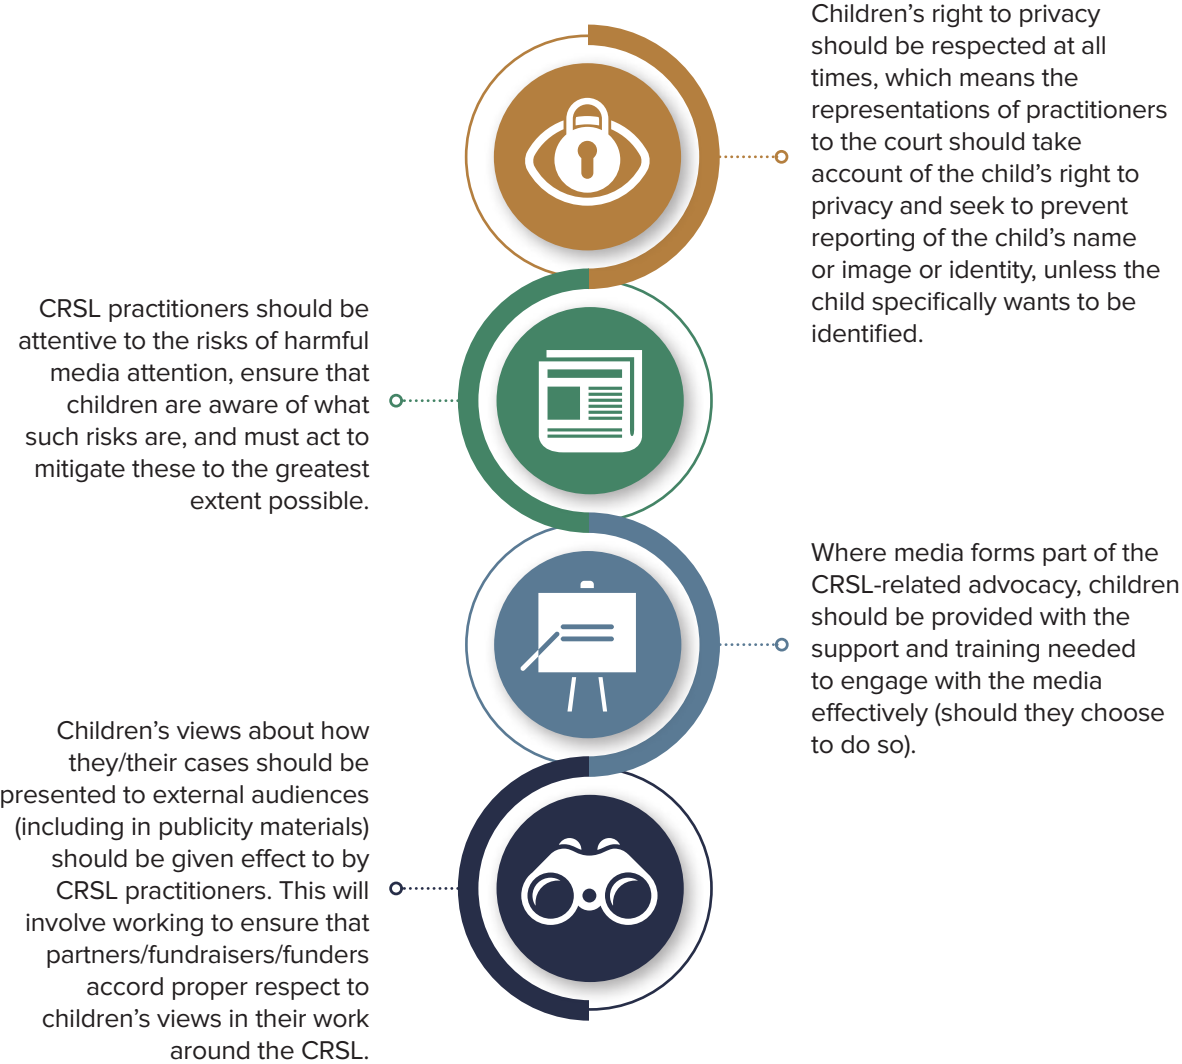 Children’s right to privacy
should be respected at all
times, which means the
representations of practitioners
to the court should take
account of the child’s right to
privacy and seek to prevent
reporting of the child’s name
or image or identity, unless the
child specifically wants to be
identified.
CRSL practitioners should be
attentive to the risks of harmful
media attention, ensure that
children are aware of what
such risks are, and must act to
mitigate these to the greatest
extent possible.
Where media forms part of the
CRSL-related advocacy, children
should be provided with the
support and training needed
to engage with the media
effectively (should they choose
to do so).
Children’s views about how
they/their cases should be
presented to external audiences
(including in publicity materials)
should be given effect to by
CRSL practitioners. This will
involve working to ensure that
partners/fundraisers/funders
accord proper respect to
children’s views in their work
around the CRSL.